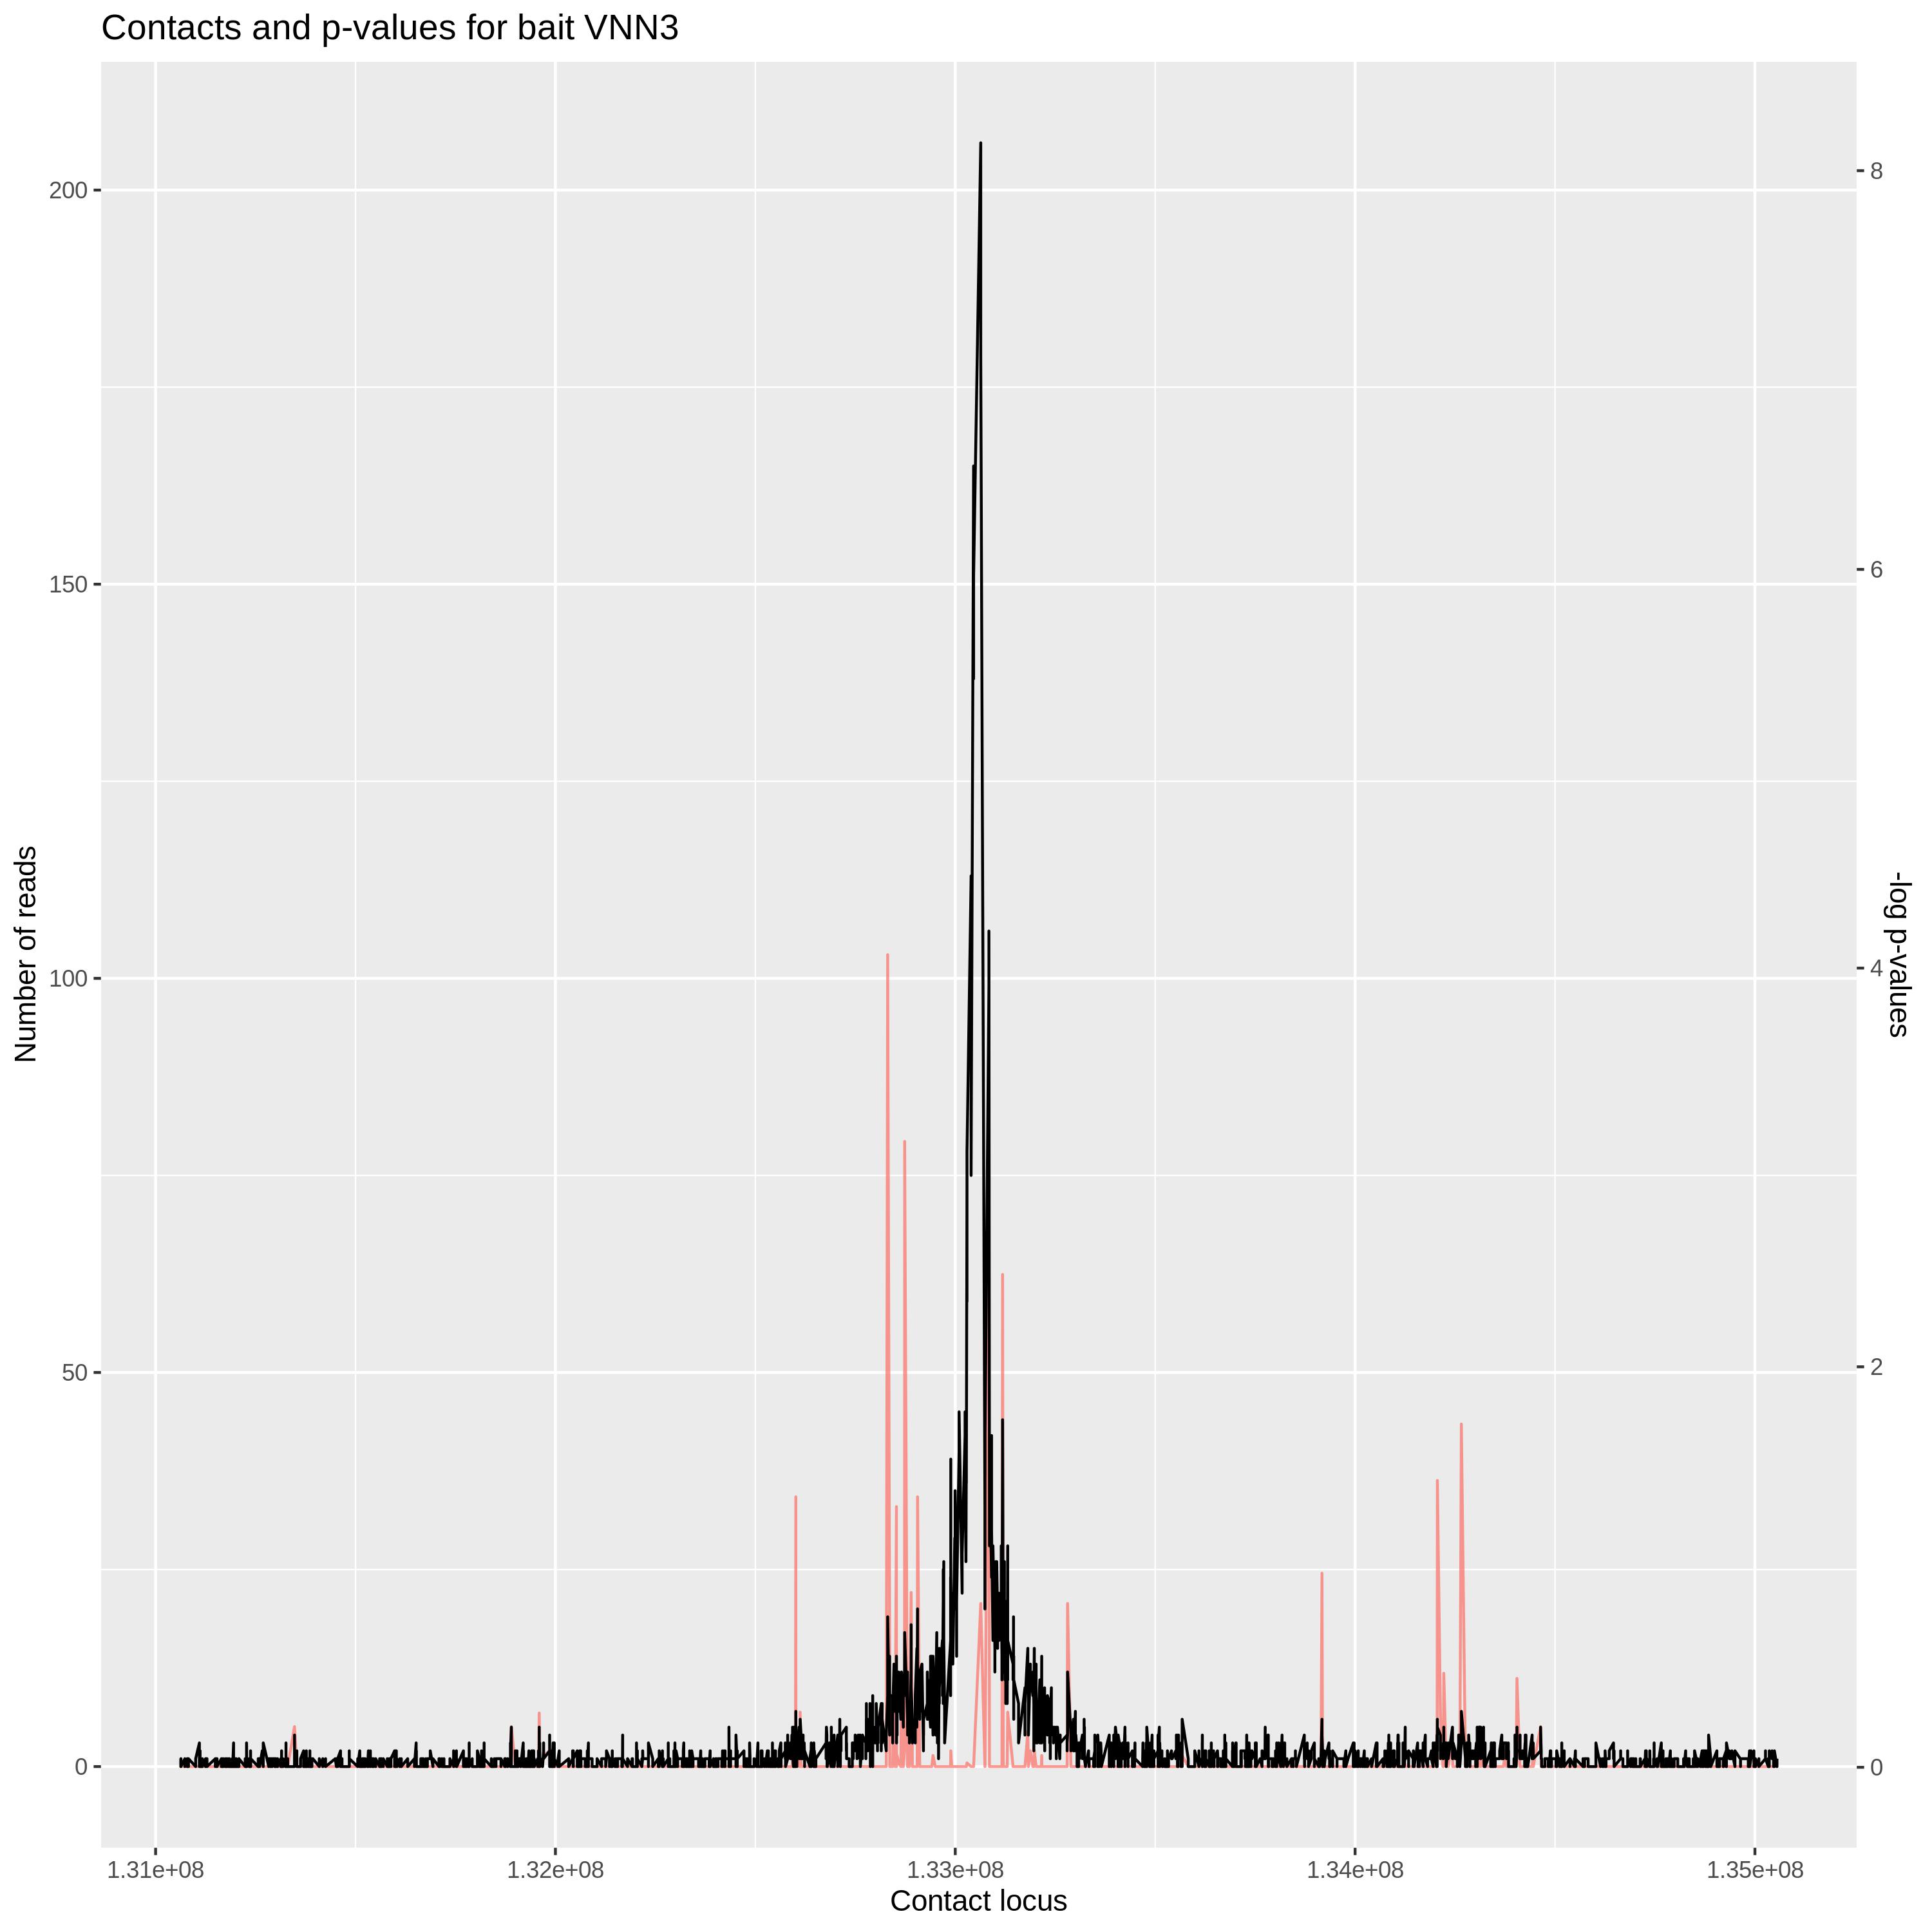 Contacts and p-values for bait VNN3
200
150
100
50
0
Number of reads
8
6
4
2
0
-log p-values
1.31e+08
1.32e+08
1.33e+08
1.34e+08
1.35e+08
Contact locus